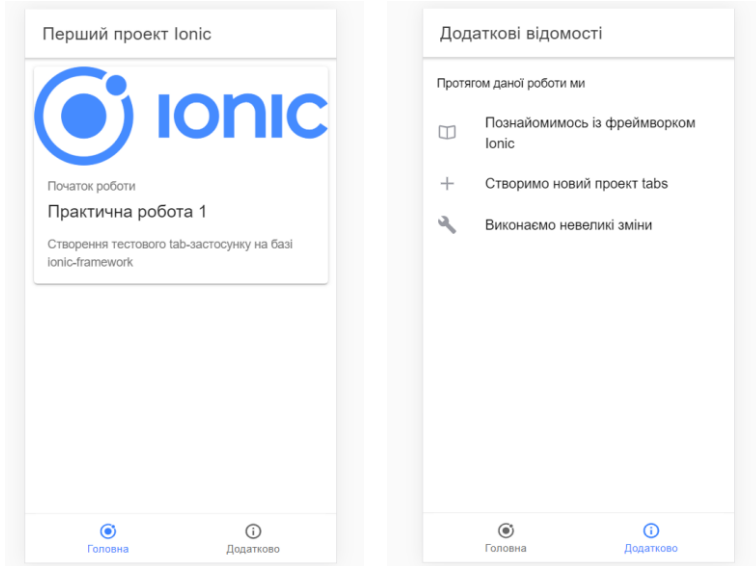 Перший проект Ionic
ionic
Початок роботи
Практична робота 1
Створення тестового tab-застосунку на базі
ionic-framework
Головна
Додатково
Додаткові відомості
Протягом даної роботи ми
Познайомимось із фреймворком
Ionic
Створимо новий проект tabs
Виконаємо невеликі зміни
Головна
Додатково